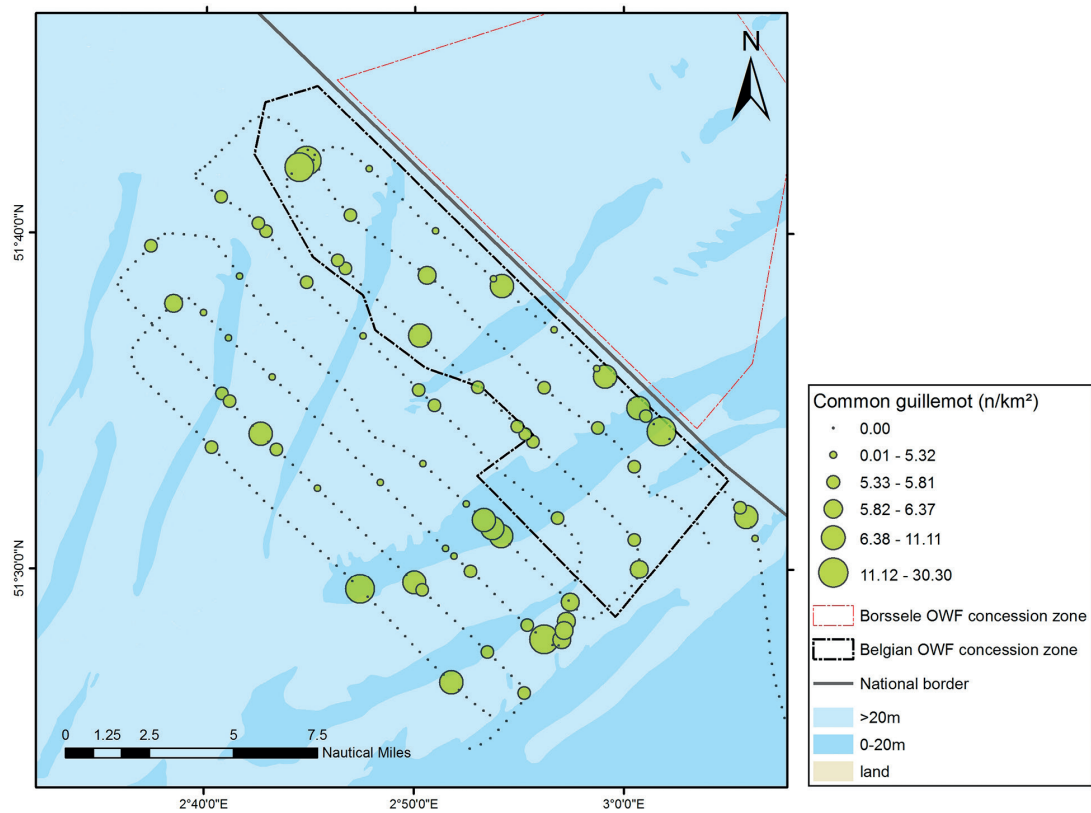 N
51°40'0"N
51°30'0"N
0 1.25 2.5 5 7.5
Nautical Miles
2°40'0"E 2°50'0"E 3°0'0"E
Common guillemot (n/km²)
0.00
0.01 - 5.32
5.33 - 5.81
5.82 - 6.37
6.38 - 11.11
11.12 - 30.30
Borssele OWF concession zone
Belgian OWF concession zone
National border
>20m
0-20m
land